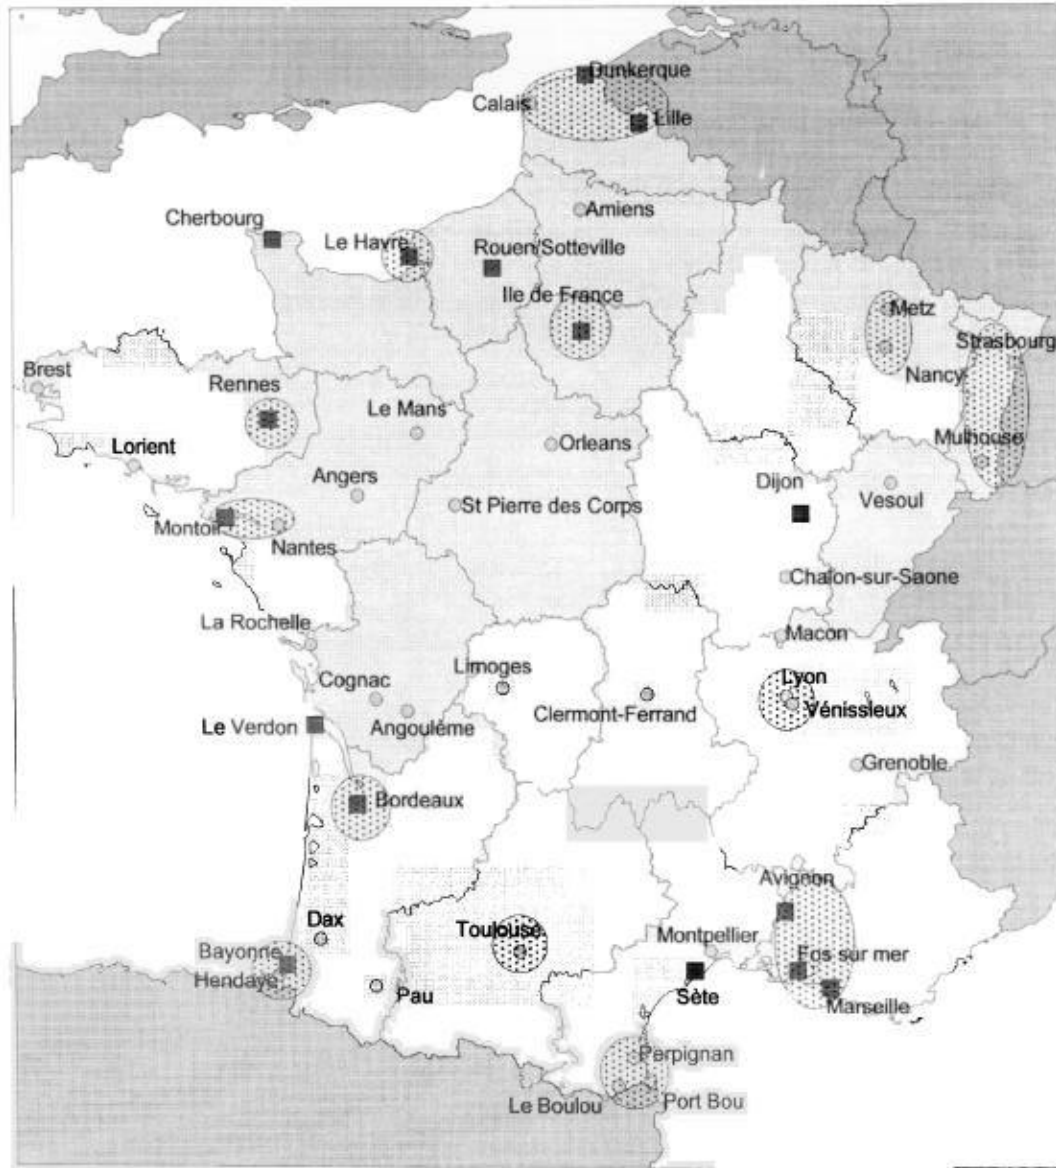 Dunkerque
Calais
Lille
Amiens
Cherbourg
Le Havre
Rouen/Sotteville
Ile de France
Metz
Strasbourg
Nancy
Brest
Rennes
Le Mans
Lorient
Orleans
Mulhouse
Angers
Dijon
Vesoul
St Pierre des Corps
Montoir
Nantes
Chalon-sur-Saone
La Rochelle
Macon
Limoges
Lyon
Cognac
Clermont-Ferrand
Vénissieux
Angoulême
Le Verdon
Grenoble
Bordeaux
Avignon
Dax
Toulouse
Montpellier
Bayonne
Fos sur mer
Hendaye
Pau
Sète
Marseille
Perpignan
Le Boulou
Port Bou